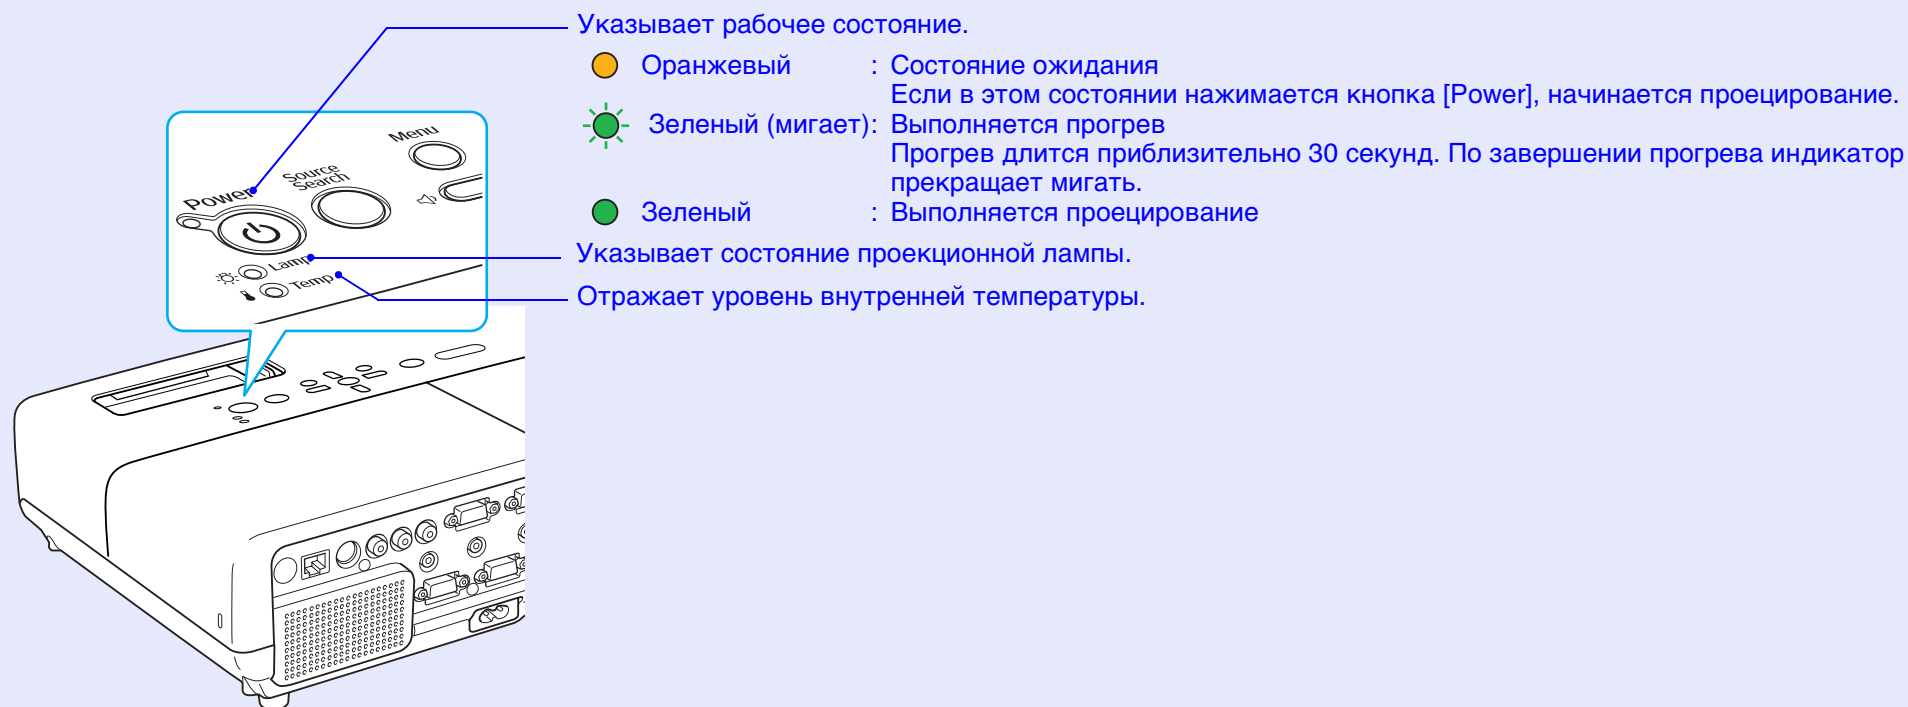 Указывает рабочее состояние.
Оранжевый : Состояние ожидания
Если в этом состоянии нажимается кнопка [Power], начинается проецирование.
Зеленый (мигает): Выполняется прогрев
Прогрев длится приблизительно 30 секунд. По завершении прогрева индикатор
прекращает мигать.
Зеленый : Выполняется проецирование
Указывает состояние проекционной лампы.
Отражает уровень внутренней температуры.
Menu
Source
Search
Power
Lamp
Temp